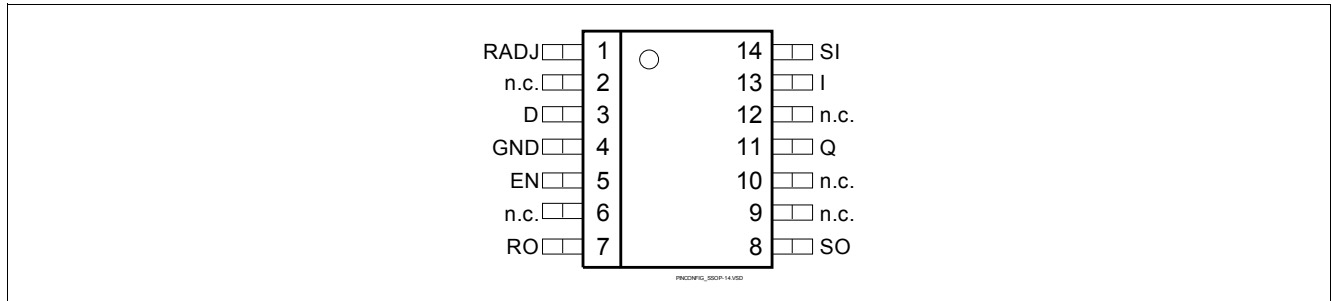 RADJ 1 14 SI
n.c. 2 13 I
D 3 12 n.c.
GND 4 11 Q
EN 5 10 n.c.
n.c. 6 9 n.c.
RO 7 8 SO
PINCONFIG_SSOP-14.VSD